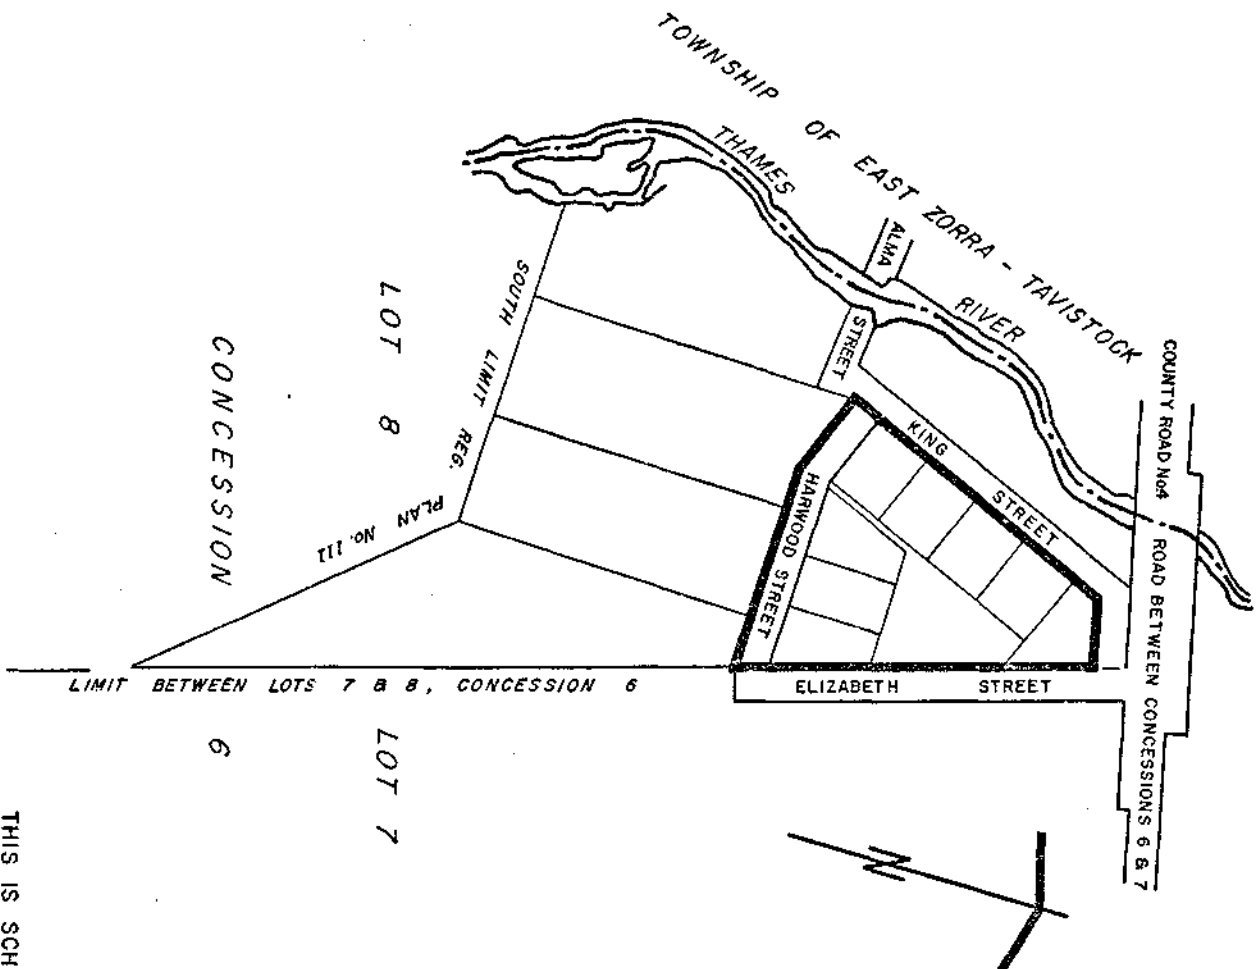 TOWNSHIP OF EAST ZORRA - TAVISTOCK
THAMES RIVER
ALMA STREET
COUNTY ROAD No4 ROAD BETWEEN CONCESSIONS 6 & 7
KING STREET
HARWOOD STREET
ELIZABETH STREET
SOUTH LIMIT REG. PLAN No. 111
LOT 8
CONCESSION 6
LIMIT BETWEEN LOTS 7 & 8, CONCESSION 6
LOT 7
N
THIS IS SCH